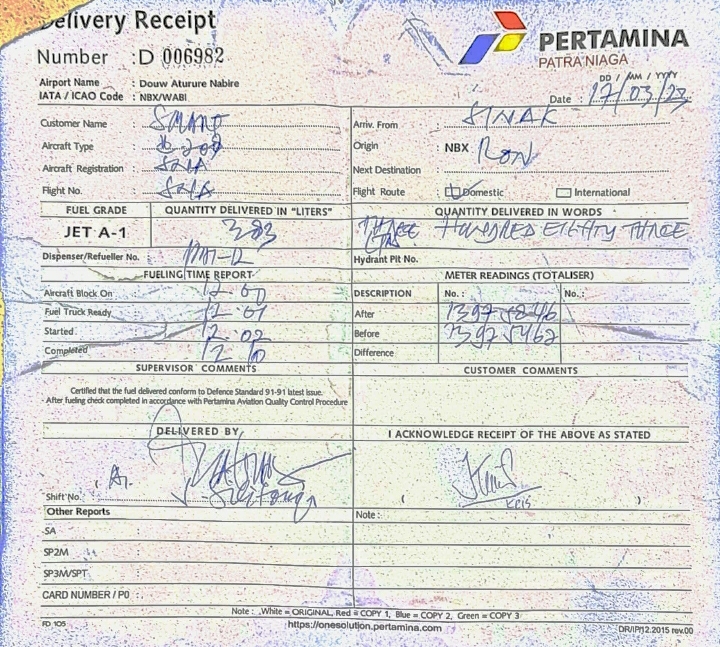 Delivery Receipt
PERTAMINA
PATRA NIAGA
Number : D 006982
Airport Name : Douw Aturure Nabire
IATA / ICAO Code : NBX/WABI
DD / MM / YYYY
Date : 17/03/23
Customer Name :
Arriv. From : SINAK
Aircraft Type :
Origin : NBX
Aircraft Registration :
Next Destination : RON
Flight No. :
Flight Route : Domestic International
FUEL GRADE
QUANTITY DELIVERED IN "LITERS"
QUANTITY DELIVERED IN WORDS
JET A-1
383
THREE HUNDRED EIGHTY THREE
LTRS
Dispenser/Refueller No. :
Hydrant Pit No. :
FUELING TIME REPORT
METER READINGS (TOTALISER)
Aircraft Block On :
DESCRIPTION
No. :
No.:
Fuel Truck Ready :
After
Started : 12.02
Before
Completed : 12.10
Difference
SUPERVISOR COMMENTS
CUSTOMER COMMENTS
Certified that the fuel delivered conform to Defence Standard 91-91 latest issue.
After fueling check completed in accordance with Pertamina Aviation Quality Control Procedure
DELIVERED BY
I ACKNOWLEDGE RECEIPT OF THE ABOVE AS STATED
Shift No.
KRIS
Other Reports
Note :
SA :
SP2M :
SP3M/SPT :
CARD NUMBER / PO :
Note : White = ORIGINAL, Red = COPY 1, Blue = COPY 2, Green = COPY 3
FD 105
https://onesolution.pertamina.com
DR/IP/12.2015 rev.00